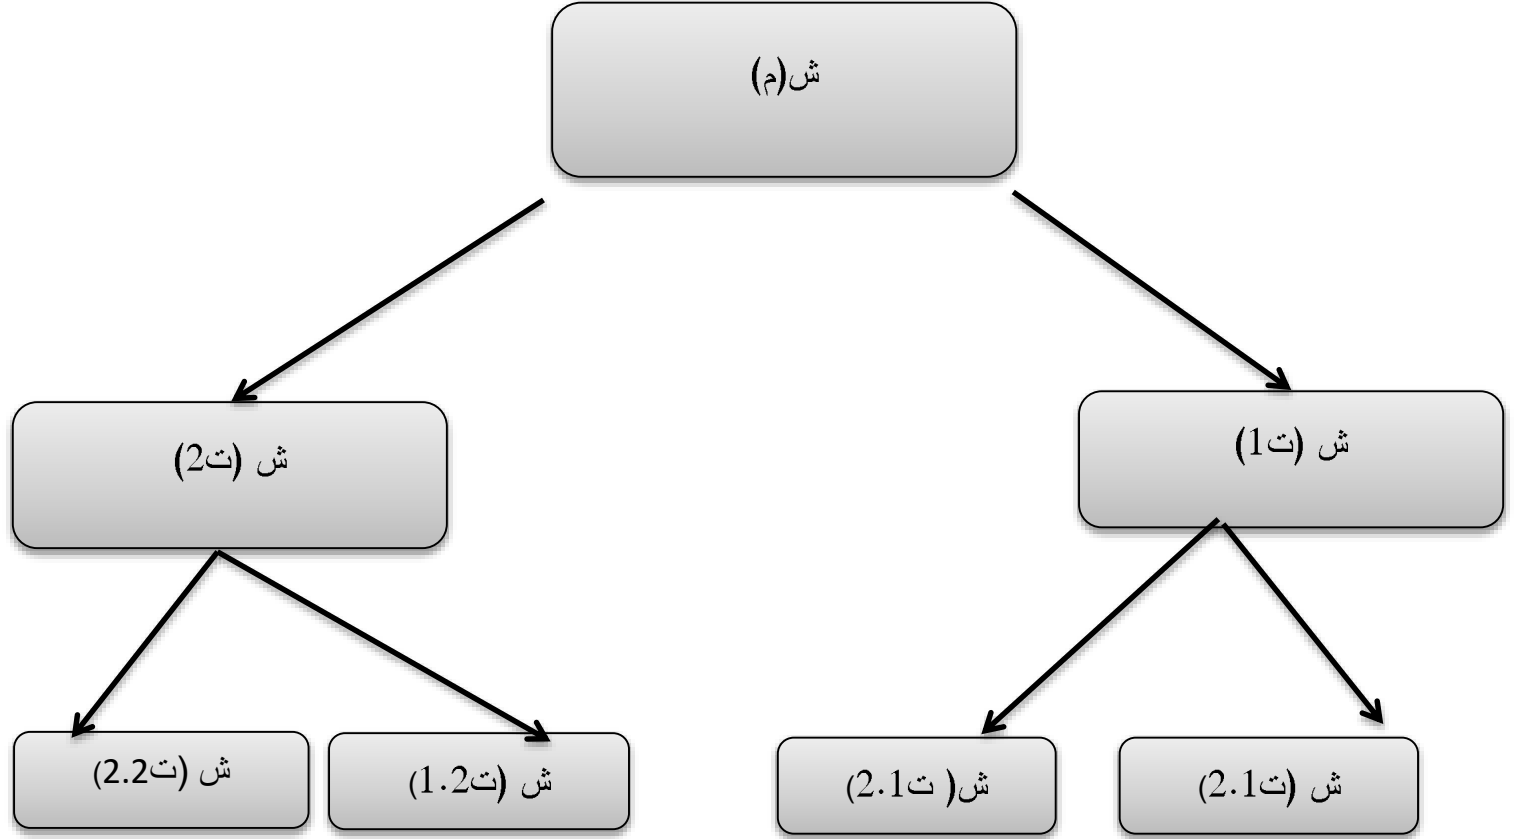 ش(م)
ش (ت1)
ش (ت2)
ش (ت2.1)
ش( ت2.1)
ش (ت1.2)
ش (ت2.2)